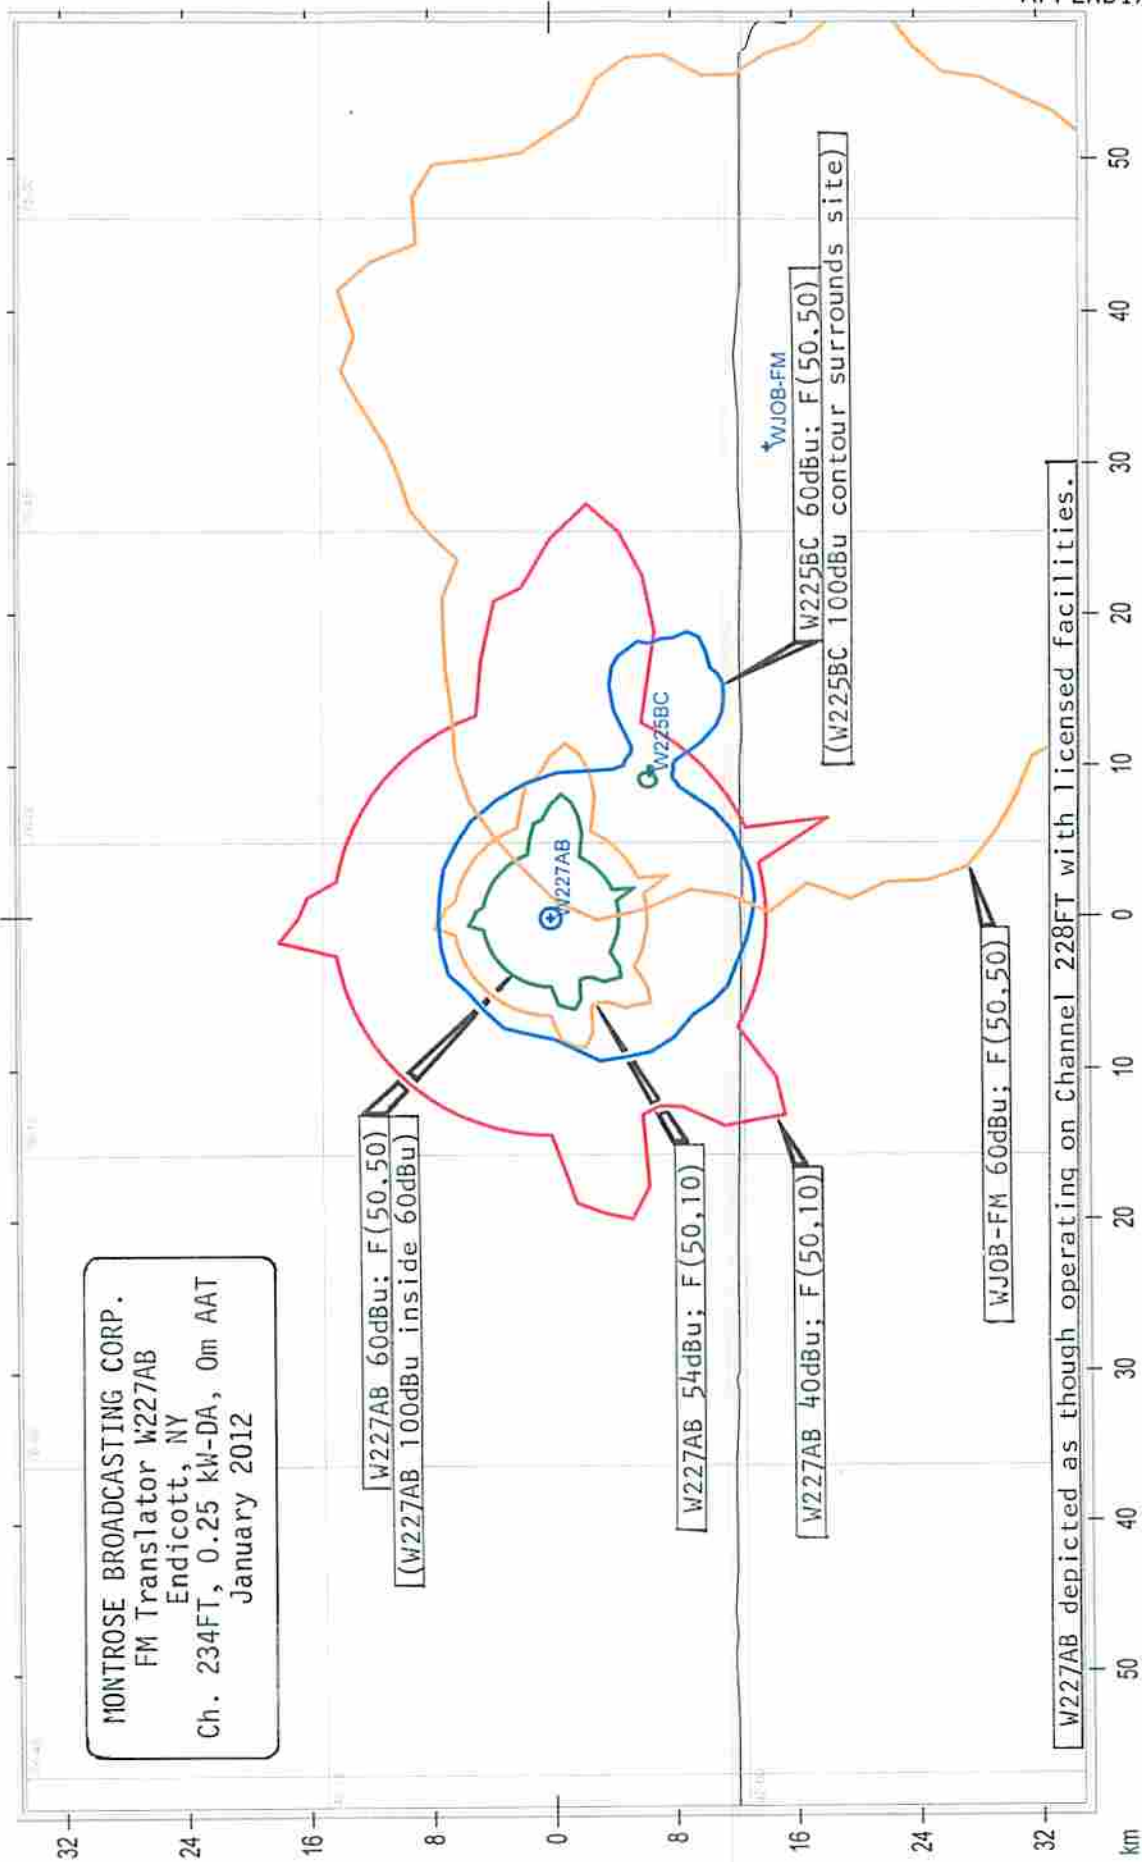 MONTROSE BROADCASTING CORP.
FM Translator W227AB
Endicott, NY
Ch. 234FT, 0.25 kW-DA, 0m AAT
January 2012
W227AB 60dBu; F(50,50)
(W227AB 100dBu inside 60dBu)
W227AB 54dBu; F(50,10)
W227AB 40dBu; F(50,10)
WJOB-FM 60dBu; F(50,50)
W225BC 60dBu; F(50,50)
(W225BC 100dBu contour surrounds site)
W227AB
W225BC
WJOB-FM
W227AB depicted as though operating on Channel 228FT with licensed facilities.
32
24
16
8
0
8
16
24
32
km
50
40
30
20
10
0
10
20
30
40
50